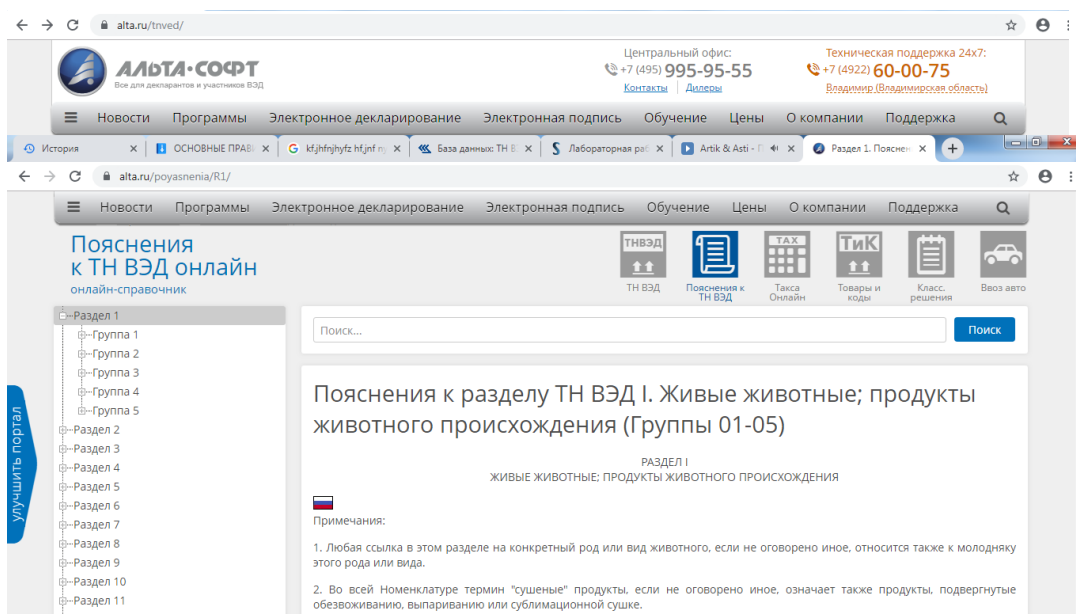 alta.ru/tnved/
АЛЬТА·СОФТ
Все для декларантов и участников ВЭД
Центральный офис:
+7 (495) 995-95-55
Контакты | Дилеры
Техническая поддержка 24x7:
+7 (4922) 60-00-75
Владимир (Владимирская область)
Новости Программы Электронное декларирование Электронная подпись Обучение Цены О компании Поддержка
История ОСНОВНЫЕ ПРАВ База данных: ТН В Лабораторная раб Artik & Asti - Раздел 1. Пояснен
alta.ru/poyasnenia/R1/
Новости Программы Электронное декларирование Электронная подпись Обучение Цены О компании Поддержка
Пояснения
к ТН ВЭД онлайн
онлайн-справочник
ТНВЭД
ТН ВЭД
Пояснения к
ТН ВЭД
TAX
Такса
Онлайн
ТиК
Товары и
коды
Класс.
решения
Ввоз авто
улучшить портал
Раздел 1
Группа 1
Группа 2
Группа 3
Группа 4
Группа 5
Раздел 2
Раздел 3
Раздел 4
Раздел 5
Раздел 6
Раздел 7
Раздел 8
Раздел 9
Раздел 10
Раздел 11
Поиск...
Поиск
Пояснения к разделу ТН ВЭД I. Живые животные; продукты
животного происхождения (Группы 01-05)
РАЗДЕЛ I
ЖИВЫЕ ЖИВОТНЫЕ; ПРОДУКТЫ ЖИВОТНОГО ПРОИСХОЖДЕНИЯ
Примечания:
1. Любая ссылка в этом разделе на конкретный род или вид животного, если не оговорено иное, относится также к молодняку
этого рода или вида.
2. Во всей Номенклатуре термин "сушеные" продукты, если не оговорено иное, означает также продукты, подвергнутые
обезвоживанию, выпариванию или сублимационной сушке.